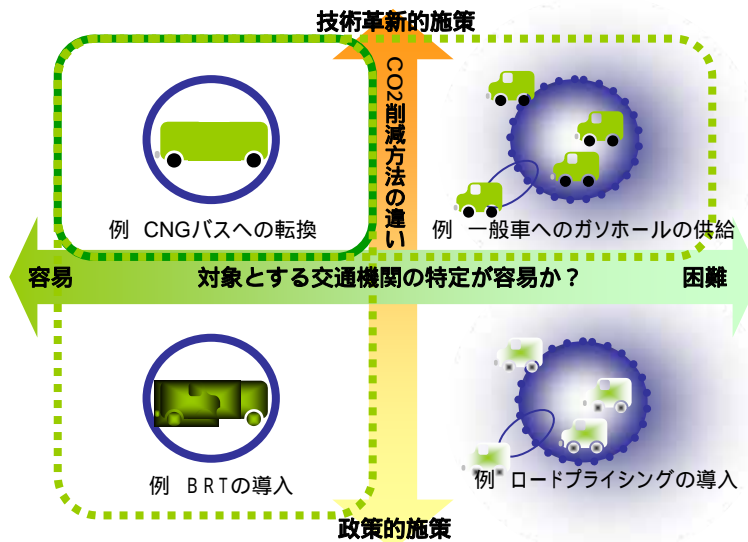 技術革新的施策
CO2削減方法の違い
例 CNGバスへの転換
例 一般車へのガソホールの供給
容易
対象とする交通機関の特定が容易か？
困難
例 ＢＲＴの導入
例 ロードプライシングの導入
政策的施策